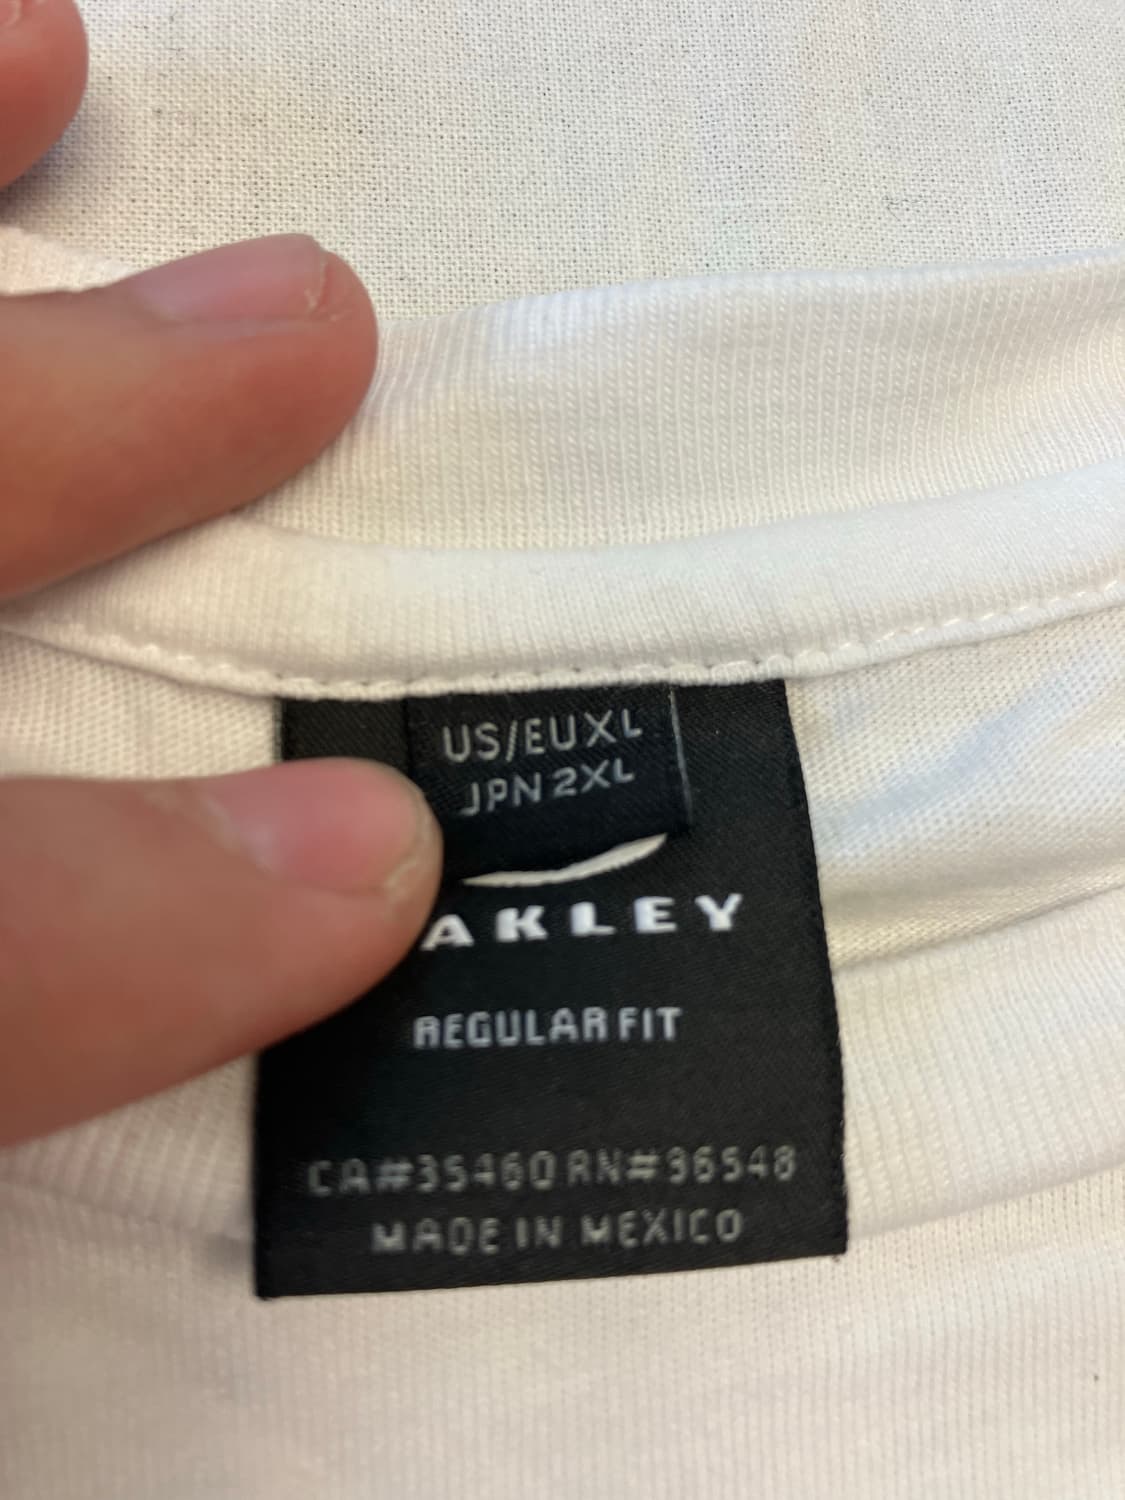 US/EU XL
JPN 2XL
AKLEY
REGULAR FIT
CA#35460 RN#96548
MADE IN MEXICO